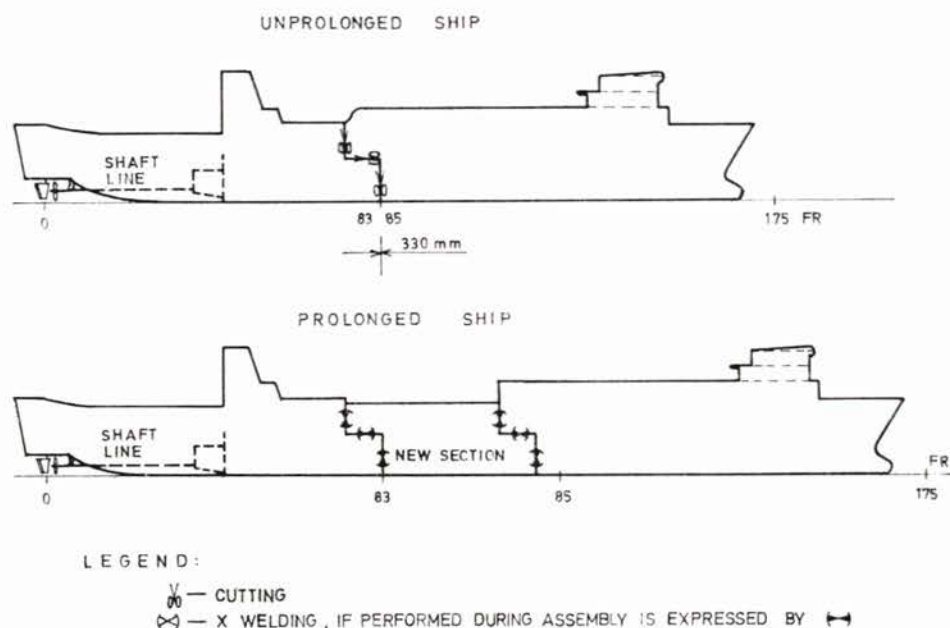 UNPROLONGED SHIP
SHAFT
LINE
0
83 85
175 FR
330 mm
PROLONGED SHIP
SHAFT
LINE
NEW SECTION
FR
0
83
85
175
LEGEND:
— CUTTING
— X WELDING, IF PERFORMED DURING ASSEMBLY IS EXPRESSED BY